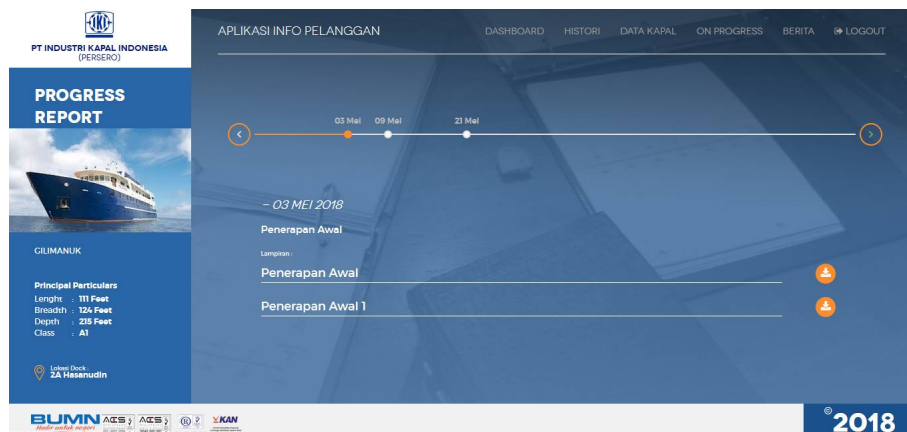 IKI
PT INDUSTRI KAPAL INDONESIA
(PERSERO)
APLIKASI INFO PELANGGAN
DASHBOARD HISTORI DATA KAPAL ON PROGRESS BERITA LOGOUT
PROGRESS
REPORT
03 Mei 09 Mei 21 Mei
– 03 MEI 2018
Penerapan Awal
Lampiran :
Penerapan Awal
Penerapan Awal 1
GILIMANUK
Principal Particulars
Lenght : 111 Feet
Breadth : 124 Feet
Depth : 215 Feet
Class : A1
Lokasi Dock :
2A Hasanudin
BUMN
Hadir untuk negeri
KAN
© 2018